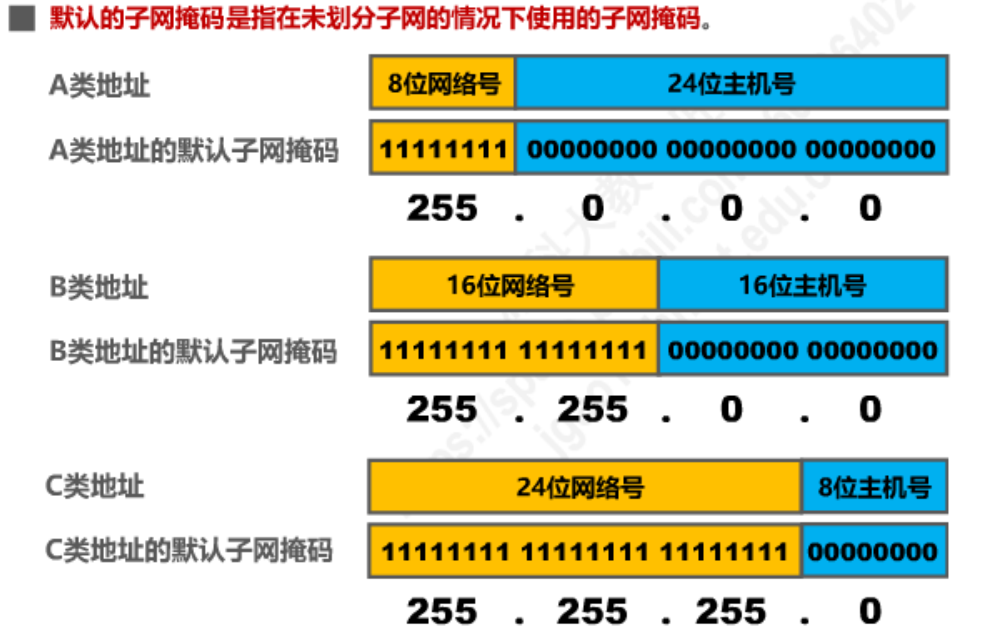 默认的子网掩码是指在未划分子网的情况下使用的子网掩码。
A类地址 8位网络号 24位主机号
A类地址的默认子网掩码 11111111 00000000 00000000 00000000
255 . 0 . 0 . 0
B类地址 16位网络号 16位主机号
B类地址的默认子网掩码 11111111 11111111 00000000 00000000
255 . 255 . 0 . 0
C类地址 24位网络号 8位主机号
C类地址的默认子网掩码 11111111 11111111 11111111 00000000
255 . 255 . 255 . 0